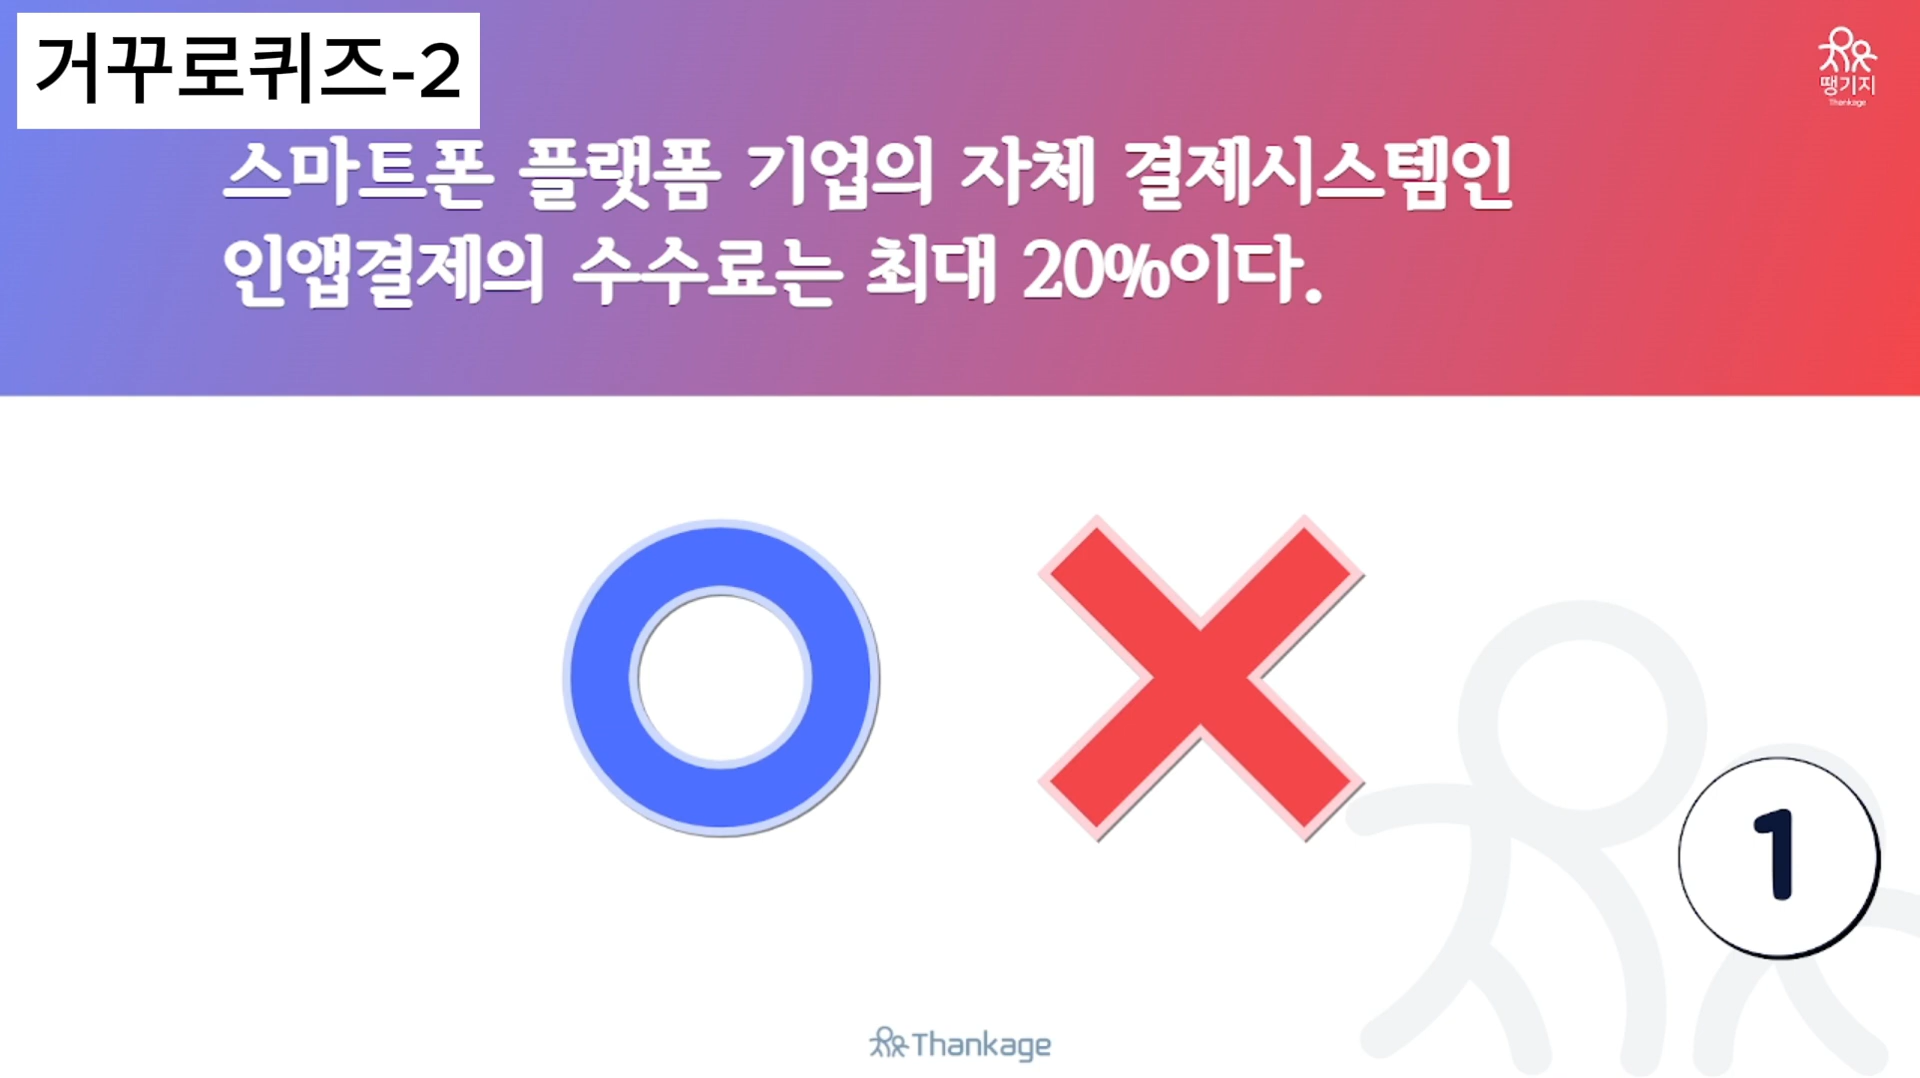 거꾸로퀴즈-2
땡기지
Thankage
스마트폰 플랫폼 기업의 자체 결제시스템인
인앱결제의 수수료는 최대 20%이다.
1
Thankage